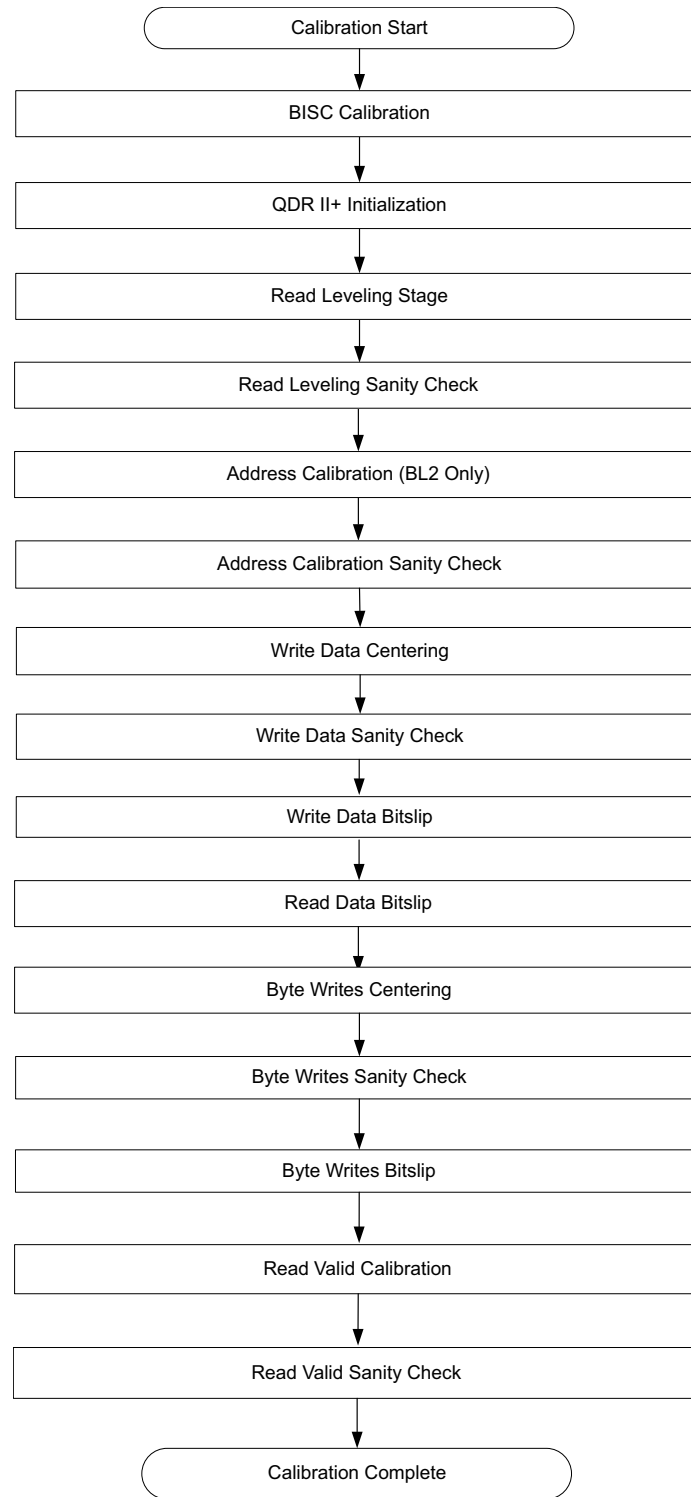 Calibration Start
BISC Calibration
QDR II+ Initialization
Read Leveling Stage
Read Leveling Sanity Check
Address Calibration (BL2 Only)
Address Calibration Sanity Check
Write Data Centering
Write Data Sanity Check
Write Data Bitslip
Read Data Bitslip
Byte Writes Centering
Byte Writes Sanity Check
Byte Writes Bitslip
Read Valid Calibration
Read Valid Sanity Check
Calibration Complete